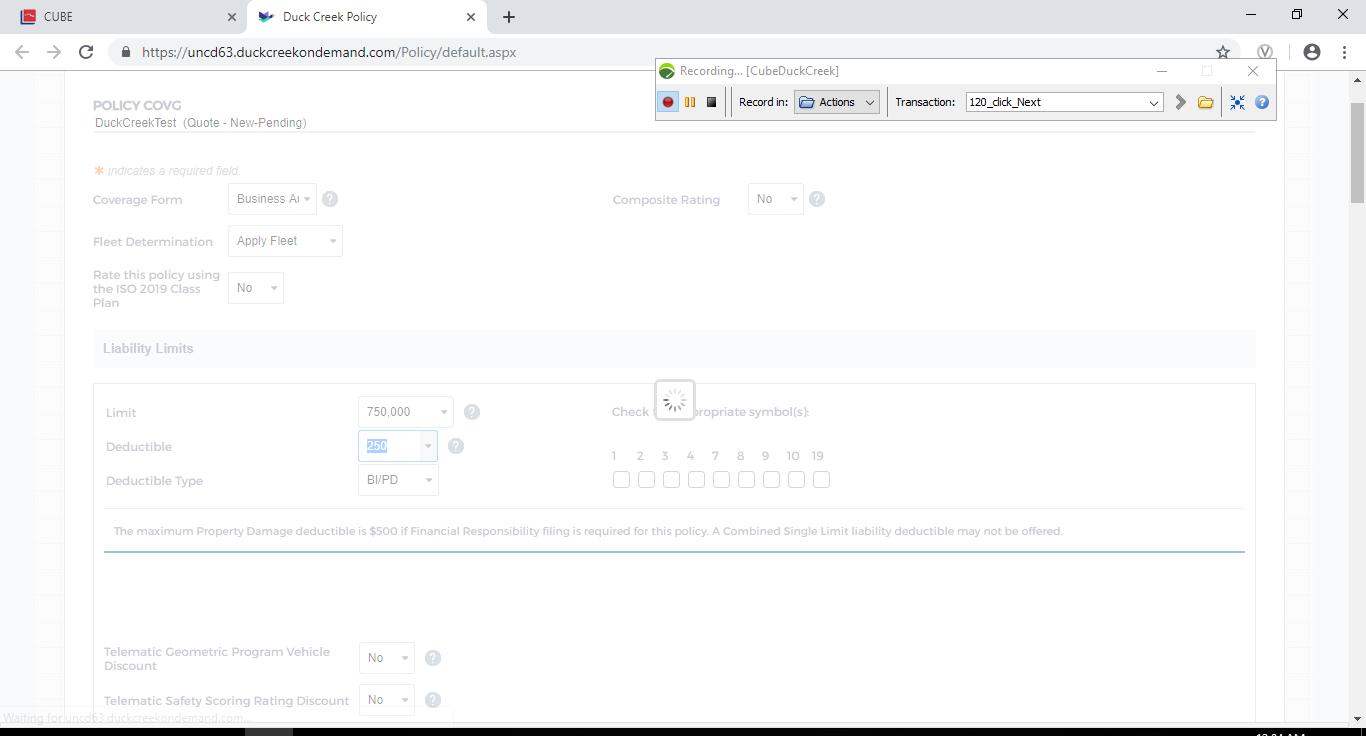 CUBE
Duck Creek Policy
https://uncd63.duckcreekondemand.com/Policy/default.aspx
Recording... [CubeDuckCreek]
Record in: Actions Transaction: 120_click_Next
POLICY COVG
DuckCreekTest (Quote - New-Pending)
* Indicates a required field.
Coverage Form Business Au ? Composite Rating No ?
Fleet Determination Apply Fleet
Rate this policy using
the ISO 2019 Class
Plan
No
Liability Limits
Limit 750,000 ? Check propriate symbol(s):
Deductible 250 ?
1 2 3 4 7 8 9 10 19
Deductible Type BI/PD
The maximum Property Damage deductible is $500 if Financial Responsibility filing is required for this policy. A Combined Single Limit liability deductible may not be offered.
Telematic Geometric Program Vehicle
Discount
No ?
Telematic Safety Scoring Rating Discount No ?
Waiting for uncd63.duckcreekondemand.com...